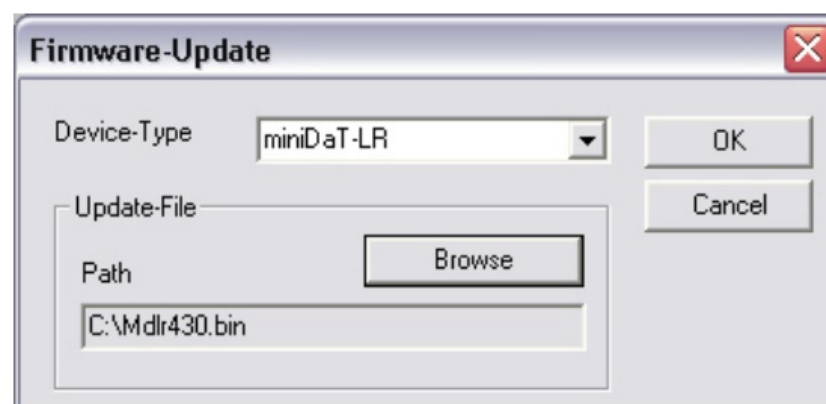 Firmware-Update
Device-Type
miniDaT-LR
OK
Cancel
Update-File
Path
Browse
C:\Mdlr430.bin